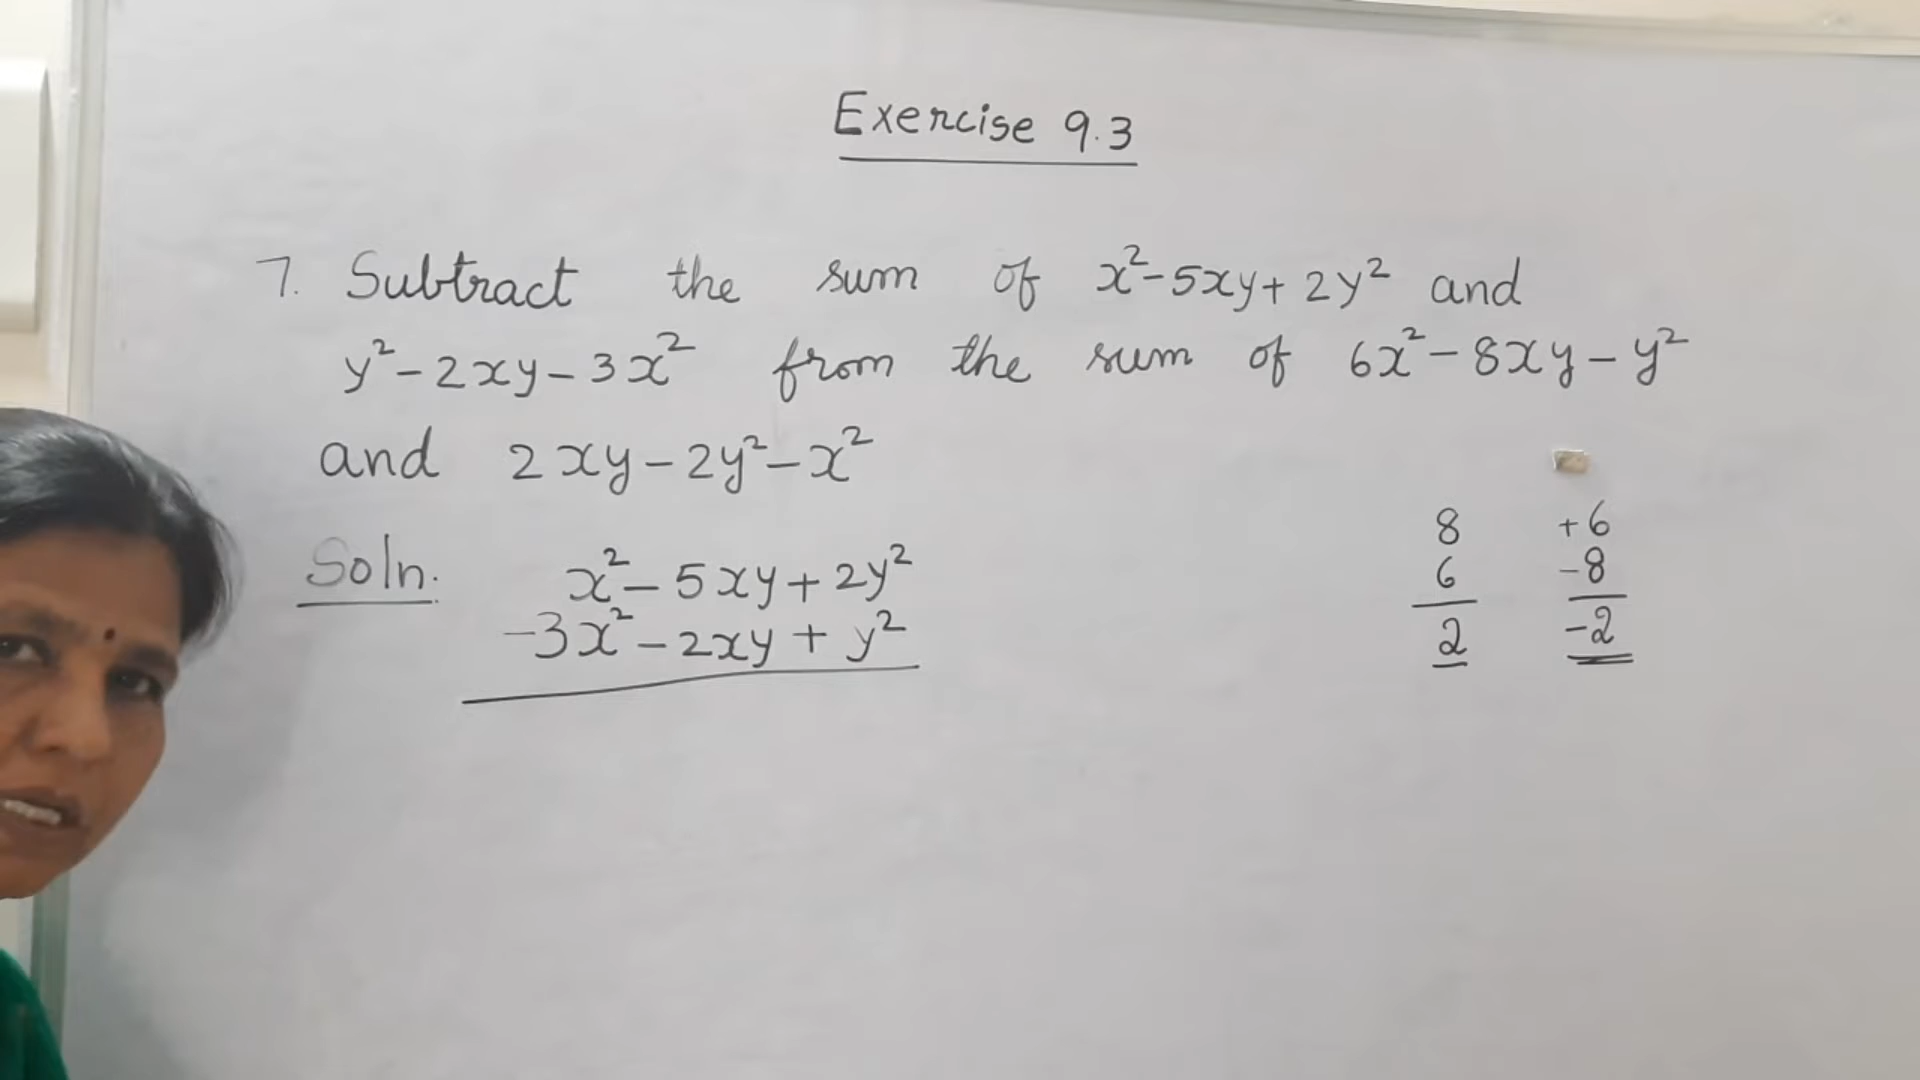 Exercise 9.3
7. Subtract the sum of x²-5xy+2y² and
y²-2xy-3x² from the sum of 6x²-8xy-y²
and 2xy-2y²-x²
Soln. x²-5xy+2y²
-3x²-2xy+y²
8 +6
6 -8
2 -2